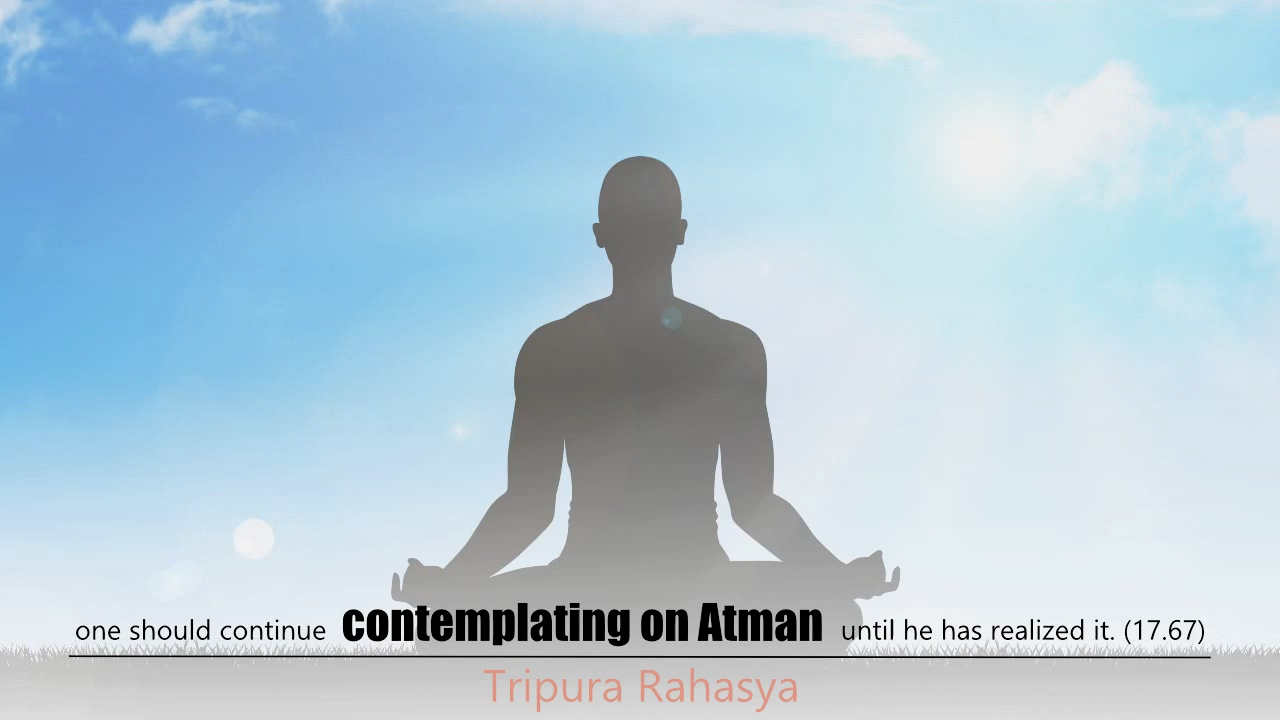 one should continue contemplating on Atman until he has realized it. (17.67)
Tripura Rahasya